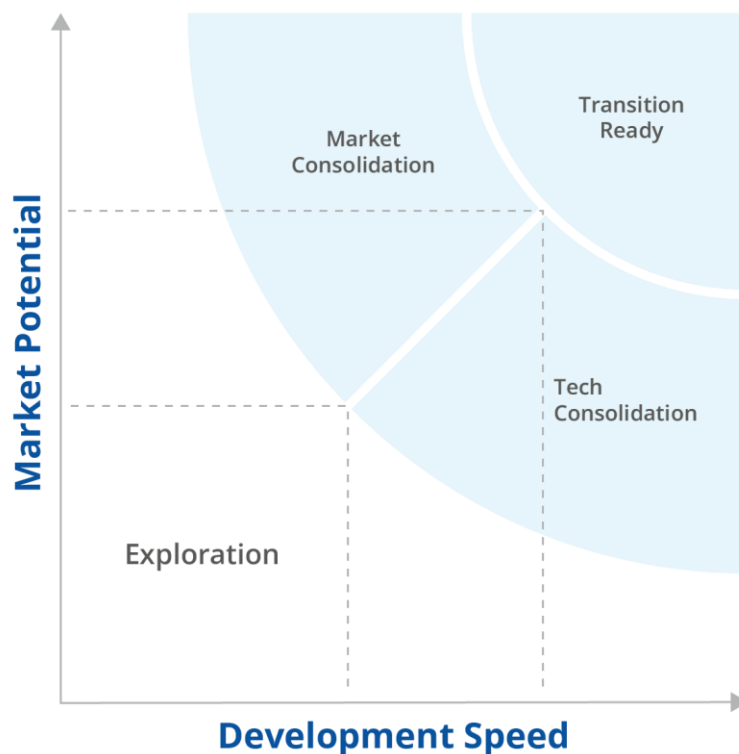 Transition
Ready
Market
Consolidation
Market Potential
Tech
Consolidation
Exploration
Development Speed